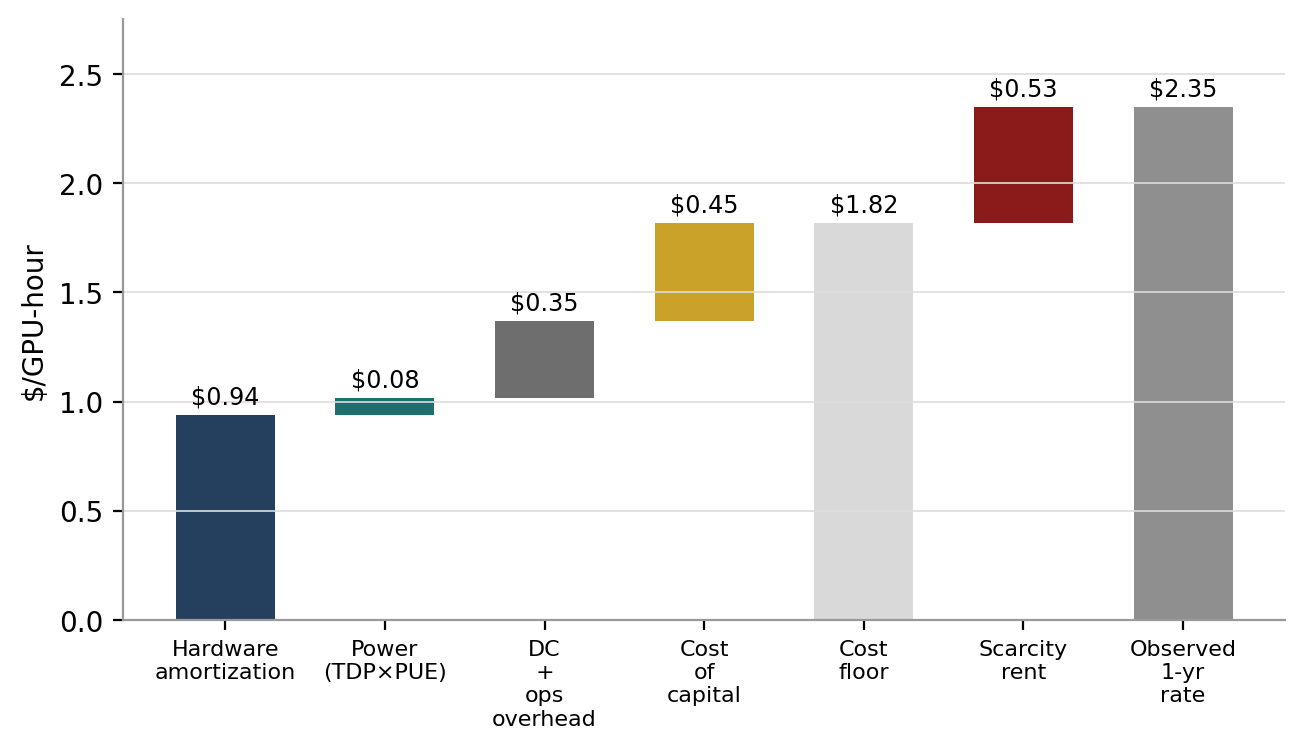 $/GPU-hour
2.5
2.0
1.5
1.0
0.5
0.0
$0.94
$0.08
$0.35
$0.45
$1.82
$0.53
$2.35
Hardware
amortization
Power
(TDP×PUE)
DC
+
ops
overhead
Cost
of
capital
Cost
floor
Scarcity
rent
Observed
1-yr
rate